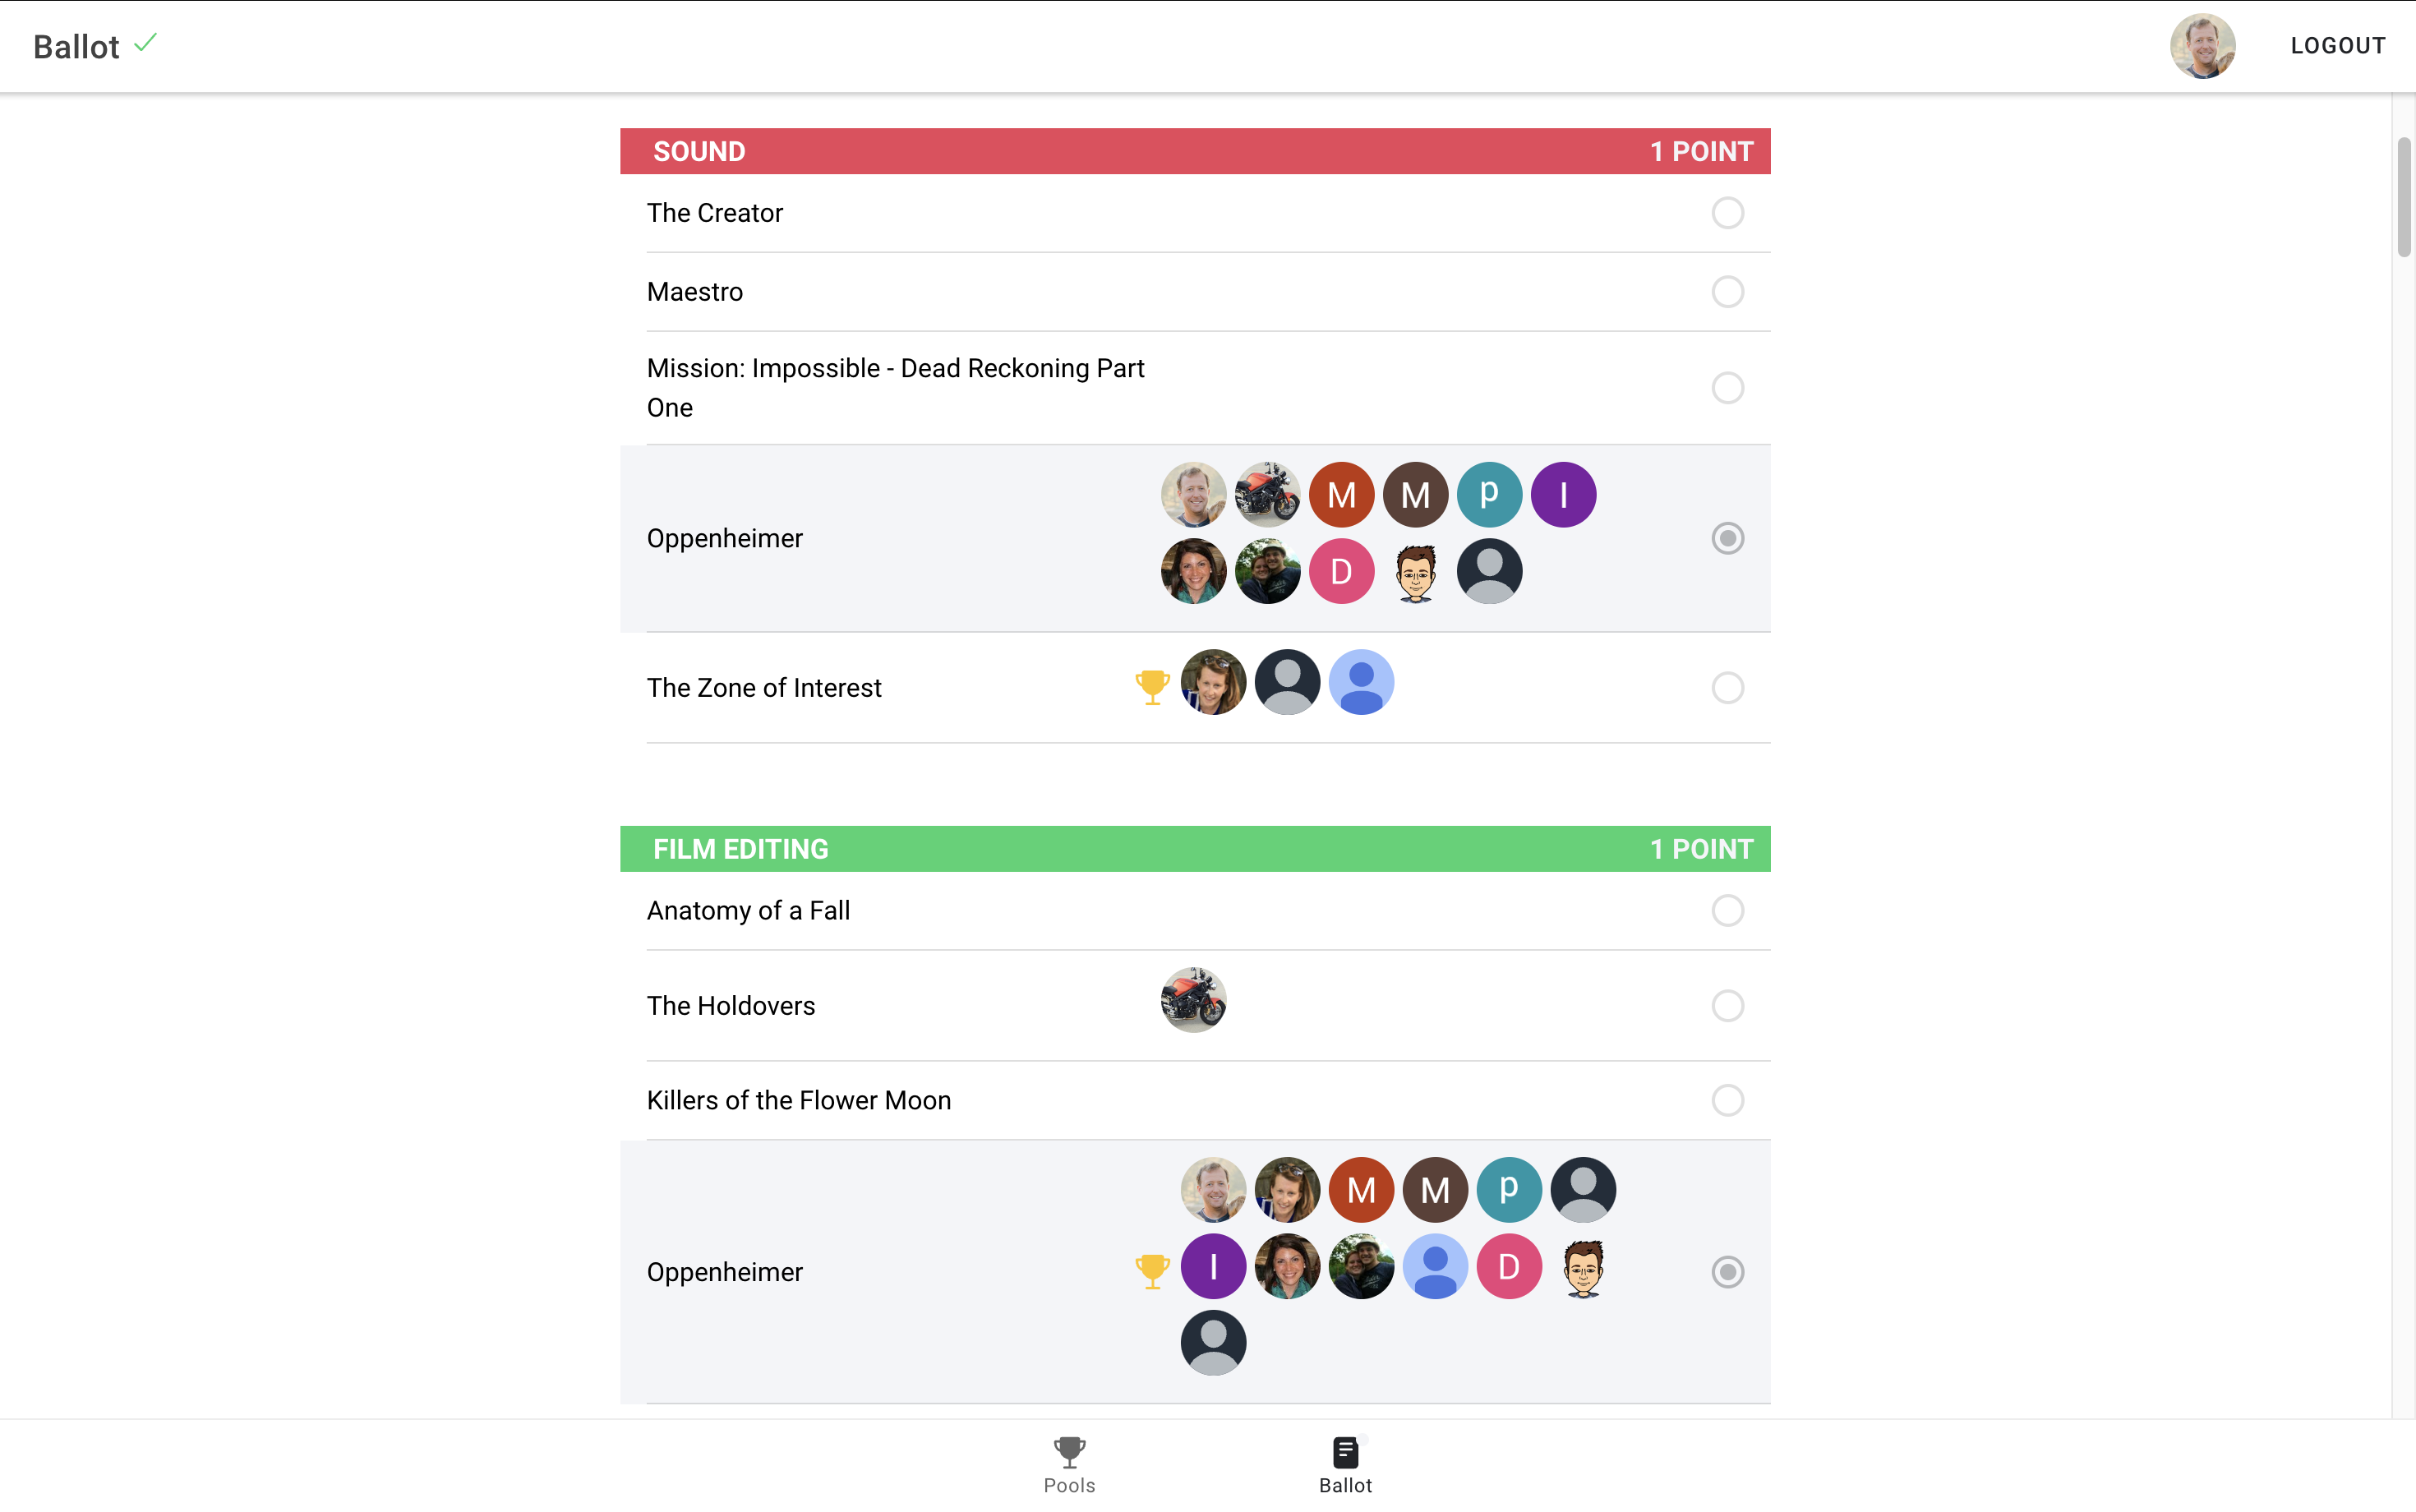 Ballot
LOGOUT
SOUND 1 POINT
The Creator
Maestro
Mission: Impossible - Dead Reckoning Part
One
M M p I
Oppenheimer
D
The Zone of Interest
FILM EDITING 1 POINT
Anatomy of a Fall
The Holdovers
Killers of the Flower Moon
M M p
Oppenheimer
I D
Pools
Ballot